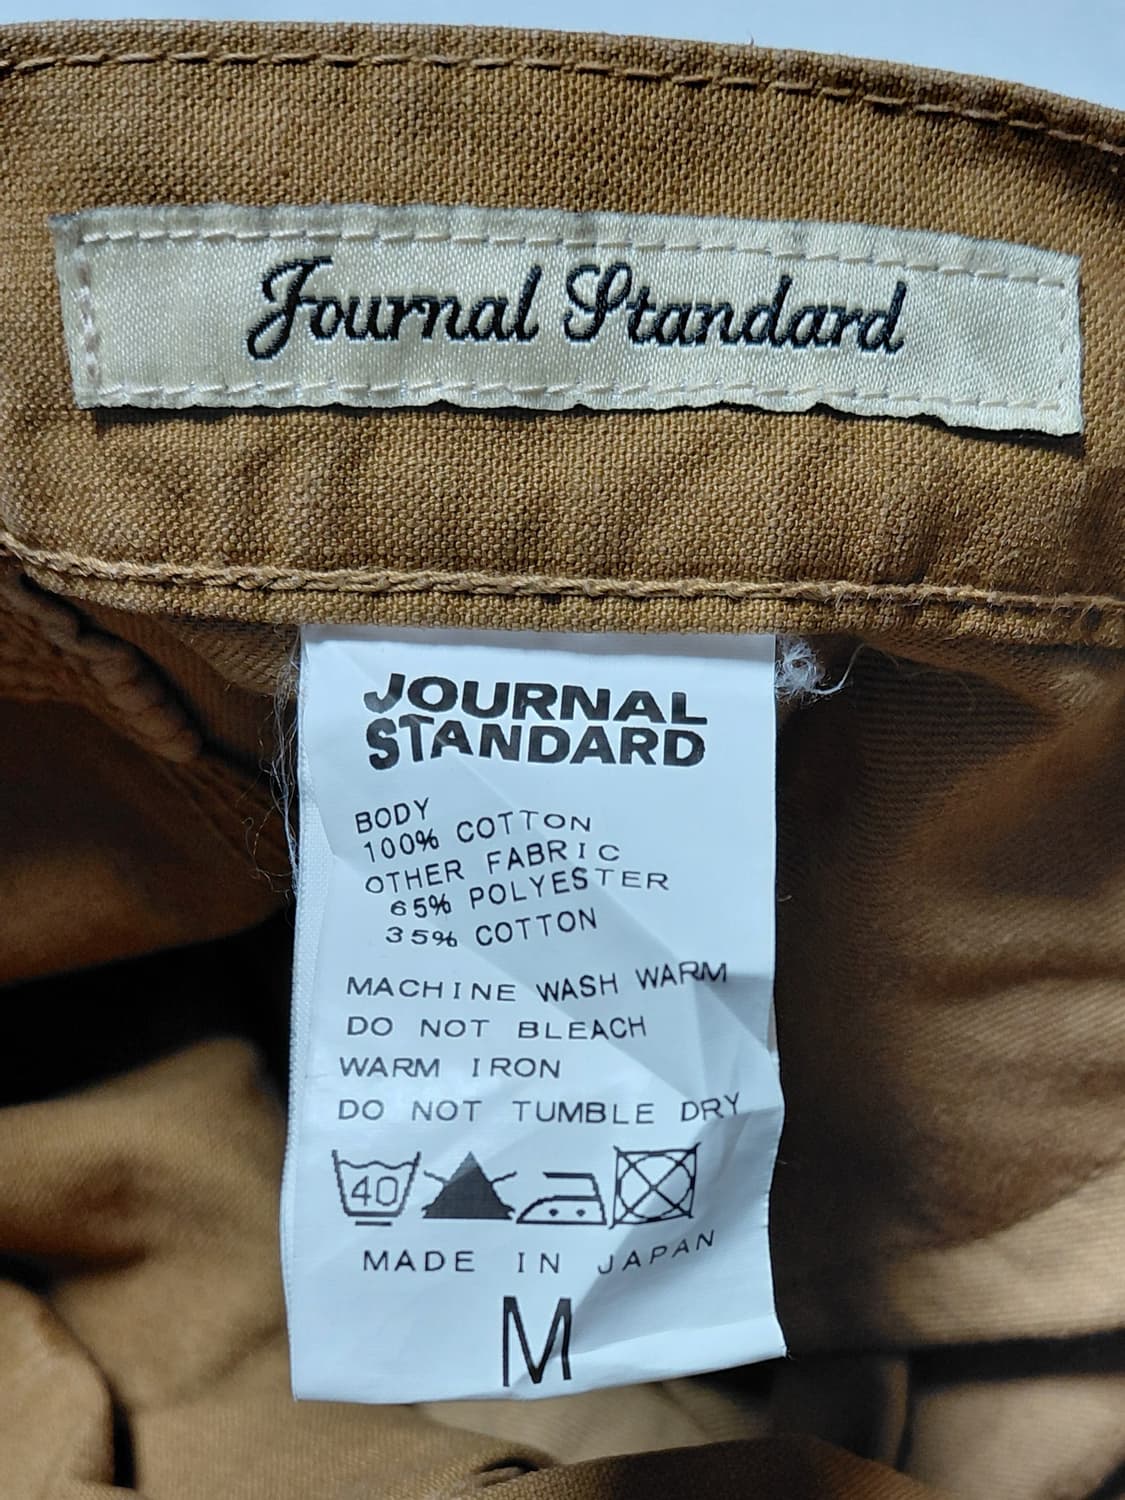 Journal Standard
JOURNAL
STANDARD
BODY
100% COTTON
OTHER FABRIC
65% POLYESTER
35% COTTON
MACHINE WASH WARM
DO NOT BLEACH
WARM IRON
DO NOT TUMBLE DRY
40
MADE IN JAPAN
M